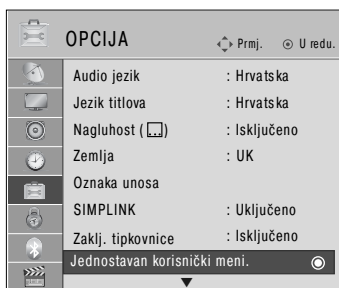 OPCIJA Prmj. U redu.
Audio jezik : Hrvatska
Jezik titlova : Hrvatska
Nagluhost ( ) : Isključeno
Zemlja : UK
Oznaka unosa
SIMPLINK : Uključeno
Zaklj. tipkovnice : Isključeno
Jednostavan korisnički meni.